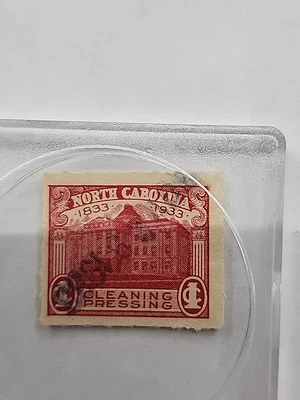 NORTH CAROLINA
1833 1933
1¢ 1¢
CLEANING
PRESSING